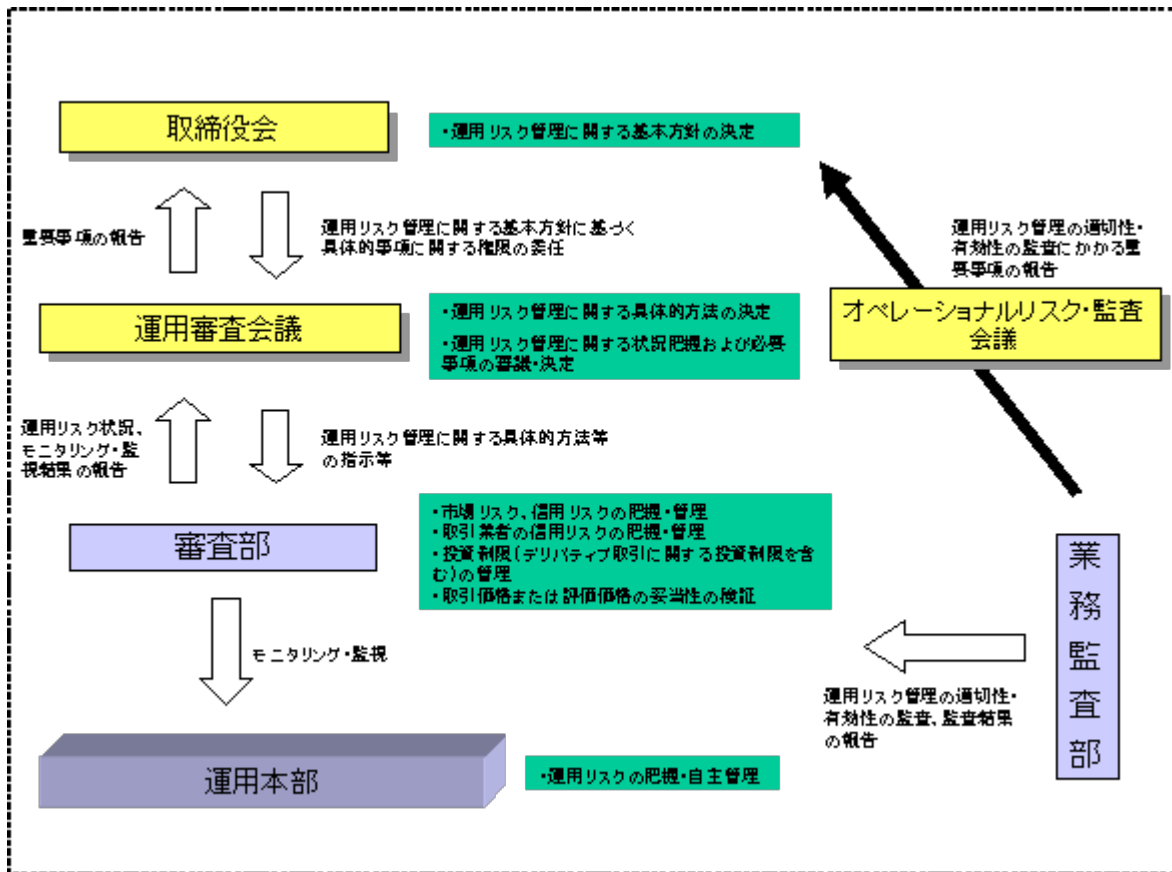 取締役会
・運用リスク管理に関する基本方針の決定
重要事項の報告
運用リスク管理に関する基本方針に基づく
具体的事項に関する権限の委任
運用リスク管理の適切性・
有効性の監査にかかる重
要事項の報告
運用審査会議
・運用リスク管理に関する具体的方法の決定
・運用リスク管理に関する状況把握および必要
事項の審議・決定
オペレーショナルリスク・監査
会議
運用リスク状況、
モニタリング・監
視結果の報告
運用リスク管理に関する具体的方法等
の指示等
審査部
・市場リスク、信用リスクの把握・管理
・取引業者の信用リスクの把握・管理
・投資制限（デリバティブ取引に関する投資制限を含
む）の管理
・取引価格または評価価格の妥当性の検証
業務監査部
モニタリング・監視
運用リスク管理の適切性・
有効性の監査、監査結果
の報告
運用本部
・運用リスクの把握・自主管理